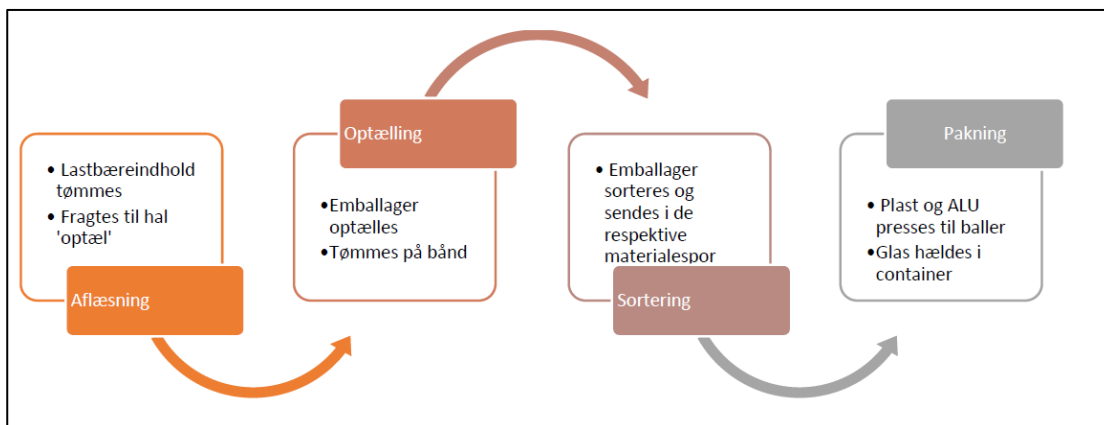 • Lastbæreindhold
tømmes
• Fragtes til hal
'optæl'
Aflæsning
Optælling
•Emballager
optælles
•Tømmes på bånd
• Emballager
sorteres og
sendes i de
respektive
materialespor
Sortering
Pakning
• Plast og ALU
presses til baller
•Glas hældes i
container